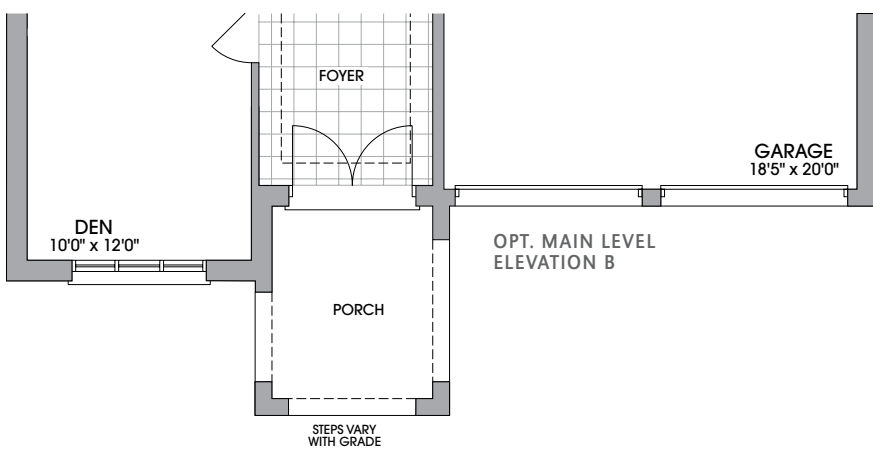 FOYER
GARAGE
18'5" x 20'0"
DEN
10'0" x 12'0"
OPT. MAIN LEVEL
ELEVATION B
PORCH
STEPS VARY
WITH GRADE